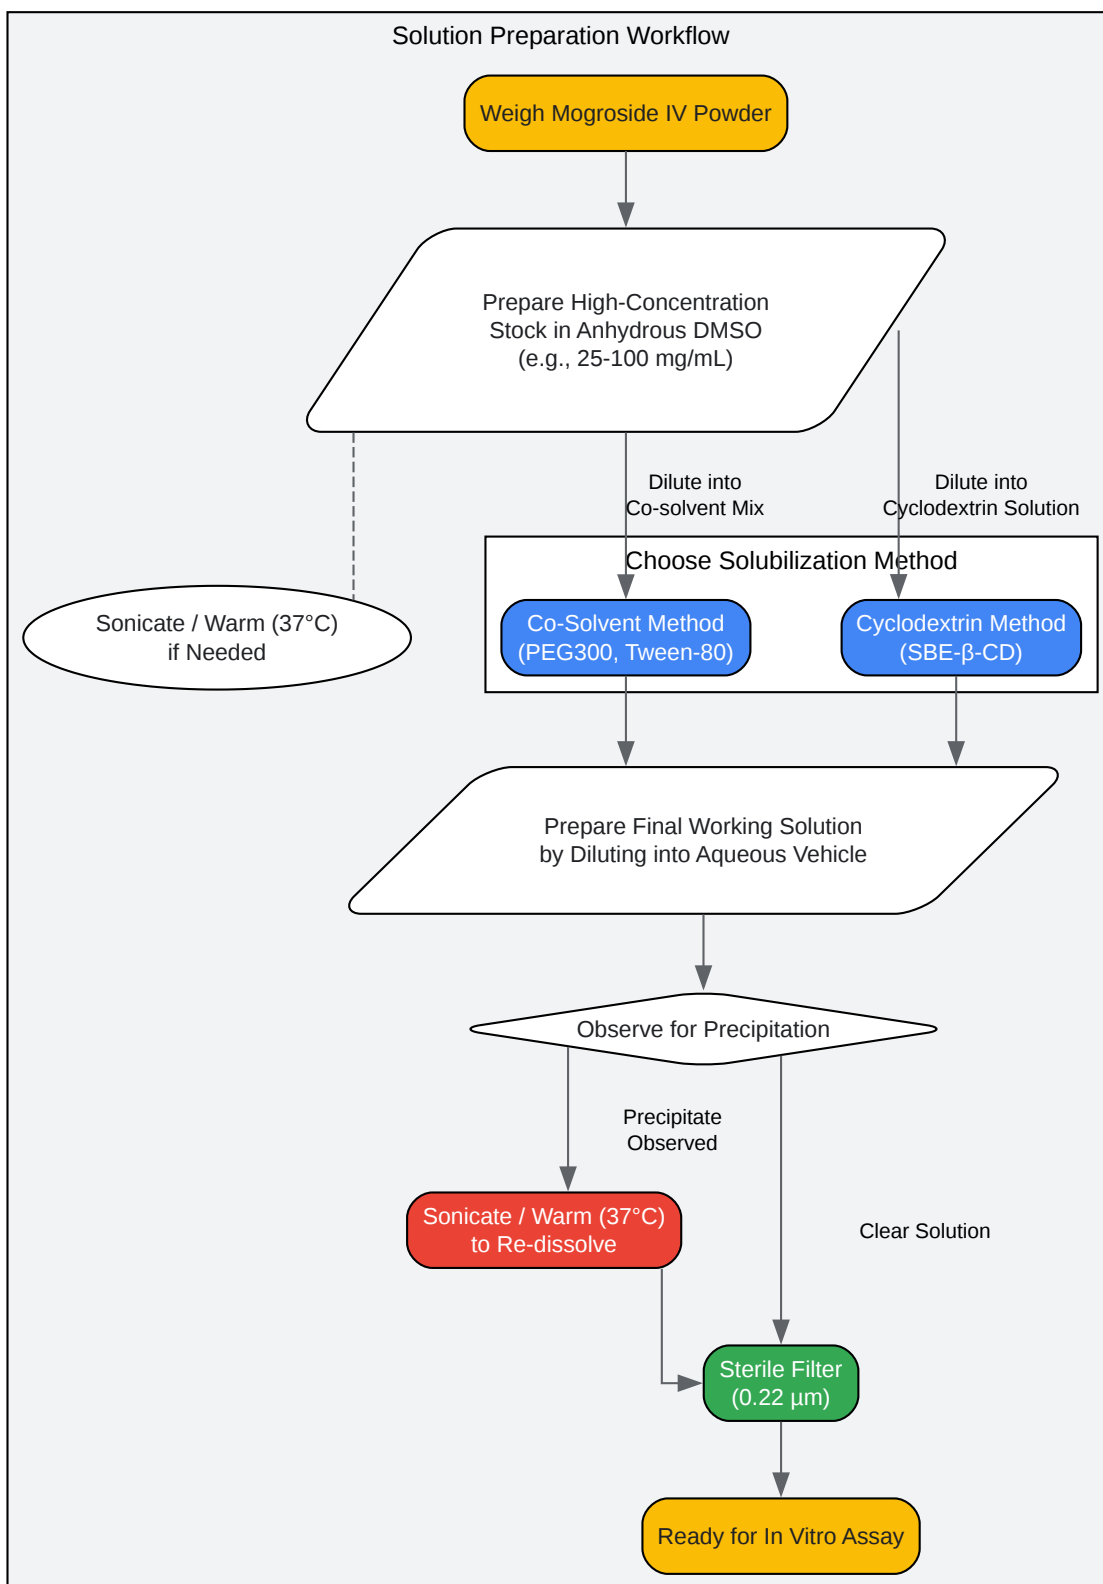 Solution Preparation Workflow
Weigh Mogroside IV Powder
Prepare High-Concentration
Stock in Anhydrous DMSO
(e.g., 25-100 mg/mL)
Dilute into
Co-solvent Mix
Dilute into
Cyclodextrin Solution
Choose Solubilization Method
Sonicate / Warm (37°C)
if Needed
Co-Solvent Method
(PEG300, Tween-80)
Cyclodextrin Method
(SBE-β-CD)
Prepare Final Working Solution
by Diluting into Aqueous Vehicle
Observe for Precipitation
Precipitate
Observed
Sonicate / Warm (37°C)
to Re-dissolve
Clear Solution
Sterile Filter
(0.22 µm)
Ready for In Vitro Assay